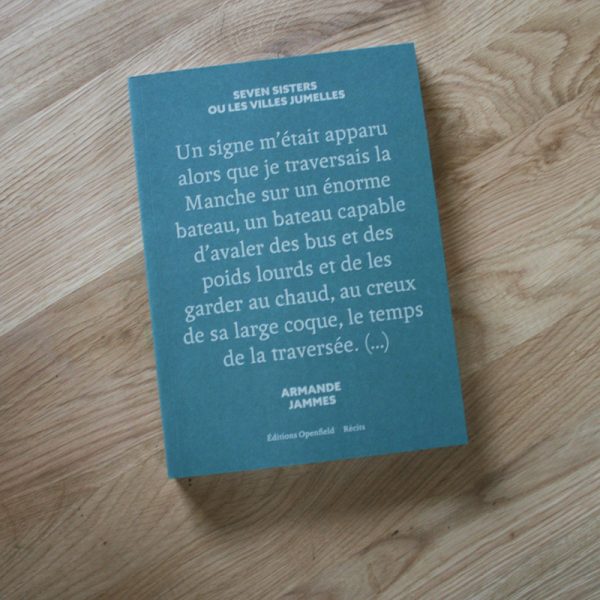 SEVEN SISTERS
OU LES VILLES JUMELLES
Un signe m’était apparu
alors que je traversais la
Manche sur un énorme
bateau, un bateau capable
d’avaler des bus et des
poids lourds et de les
garder au chaud, au creux
de sa large coque, le temps
de la traversée. (...)
ARMANDE
JAMMES
Éditions Openfield Récits